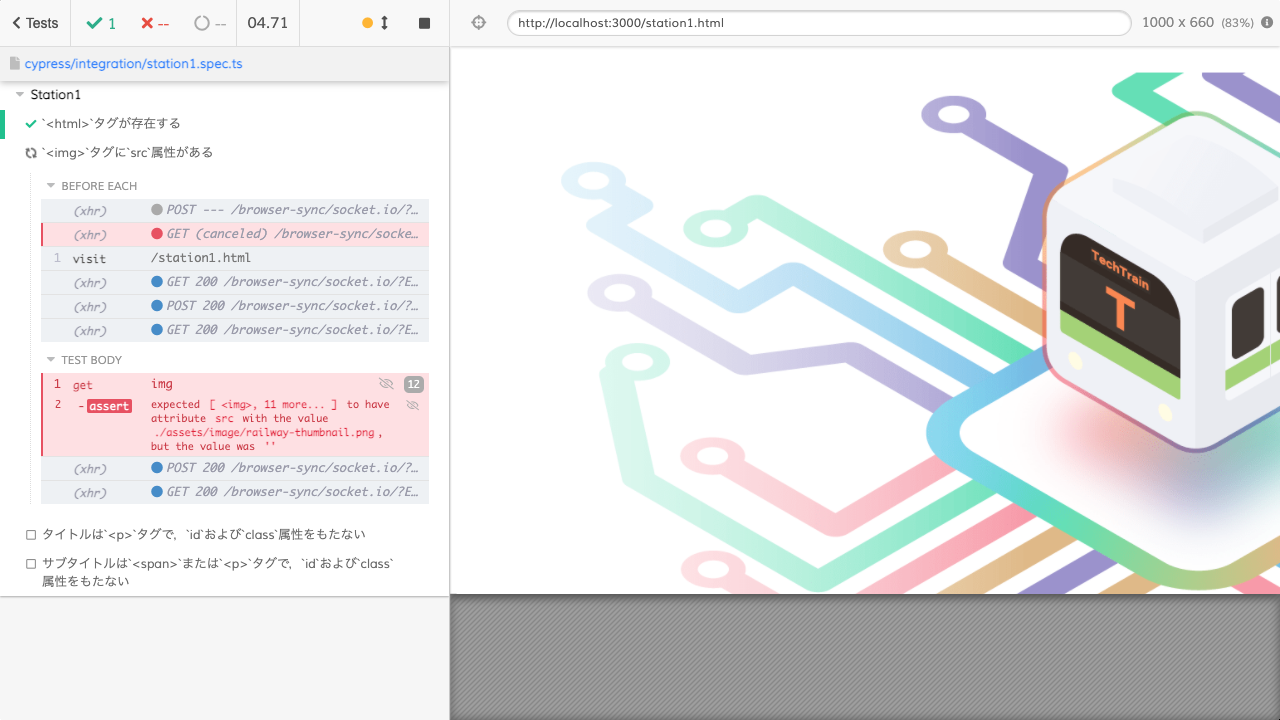 Tests
1
--
--
04.71
http://localhost:3000/station1.html
1000 x 660 (83%)
cypress/integration/station1.spec.ts
Station1
`<html>`タグが存在する
`<img>`タグに`src`属性がある
BEFORE EACH
(xhr) POST --- /browser-sync/socket.io/?…
(xhr) GET (canceled) /browser-sync/socke…
1 visit /station1.html
(xhr) GET 200 /browser-sync/socket.io/?E…
(xhr) POST 200 /browser-sync/socket.io/?…
(xhr) GET 200 /browser-sync/socket.io/?E…
TEST BODY
1 get img 12
2 -assert expected [ <img>, 11 more... ] to have
attribute src with the value
./assets/image/railway-thumbnail.png,
but the value was ''
(xhr) POST 200 /browser-sync/socket.io/?…
(xhr) GET 200 /browser-sync/socket.io/?E…
タイトルは`<p>`タグで，`id`および`class`属性をもたない
サブタイトルは`<span>`または`<p>`タグで，`id`および`class`
属性をもたない
TechTrain
T